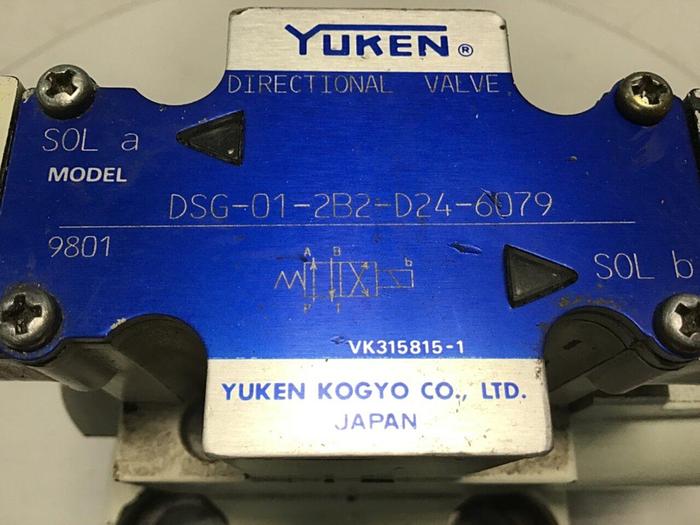 YUKEN®
DIRECTIONAL VALVE
SOL a
MODEL
DSG-01-2B2-D24-6079
9801
A B
b
P T
SOL b
VK315815-1
YUKEN KOGYO CO., LTD.
JAPAN